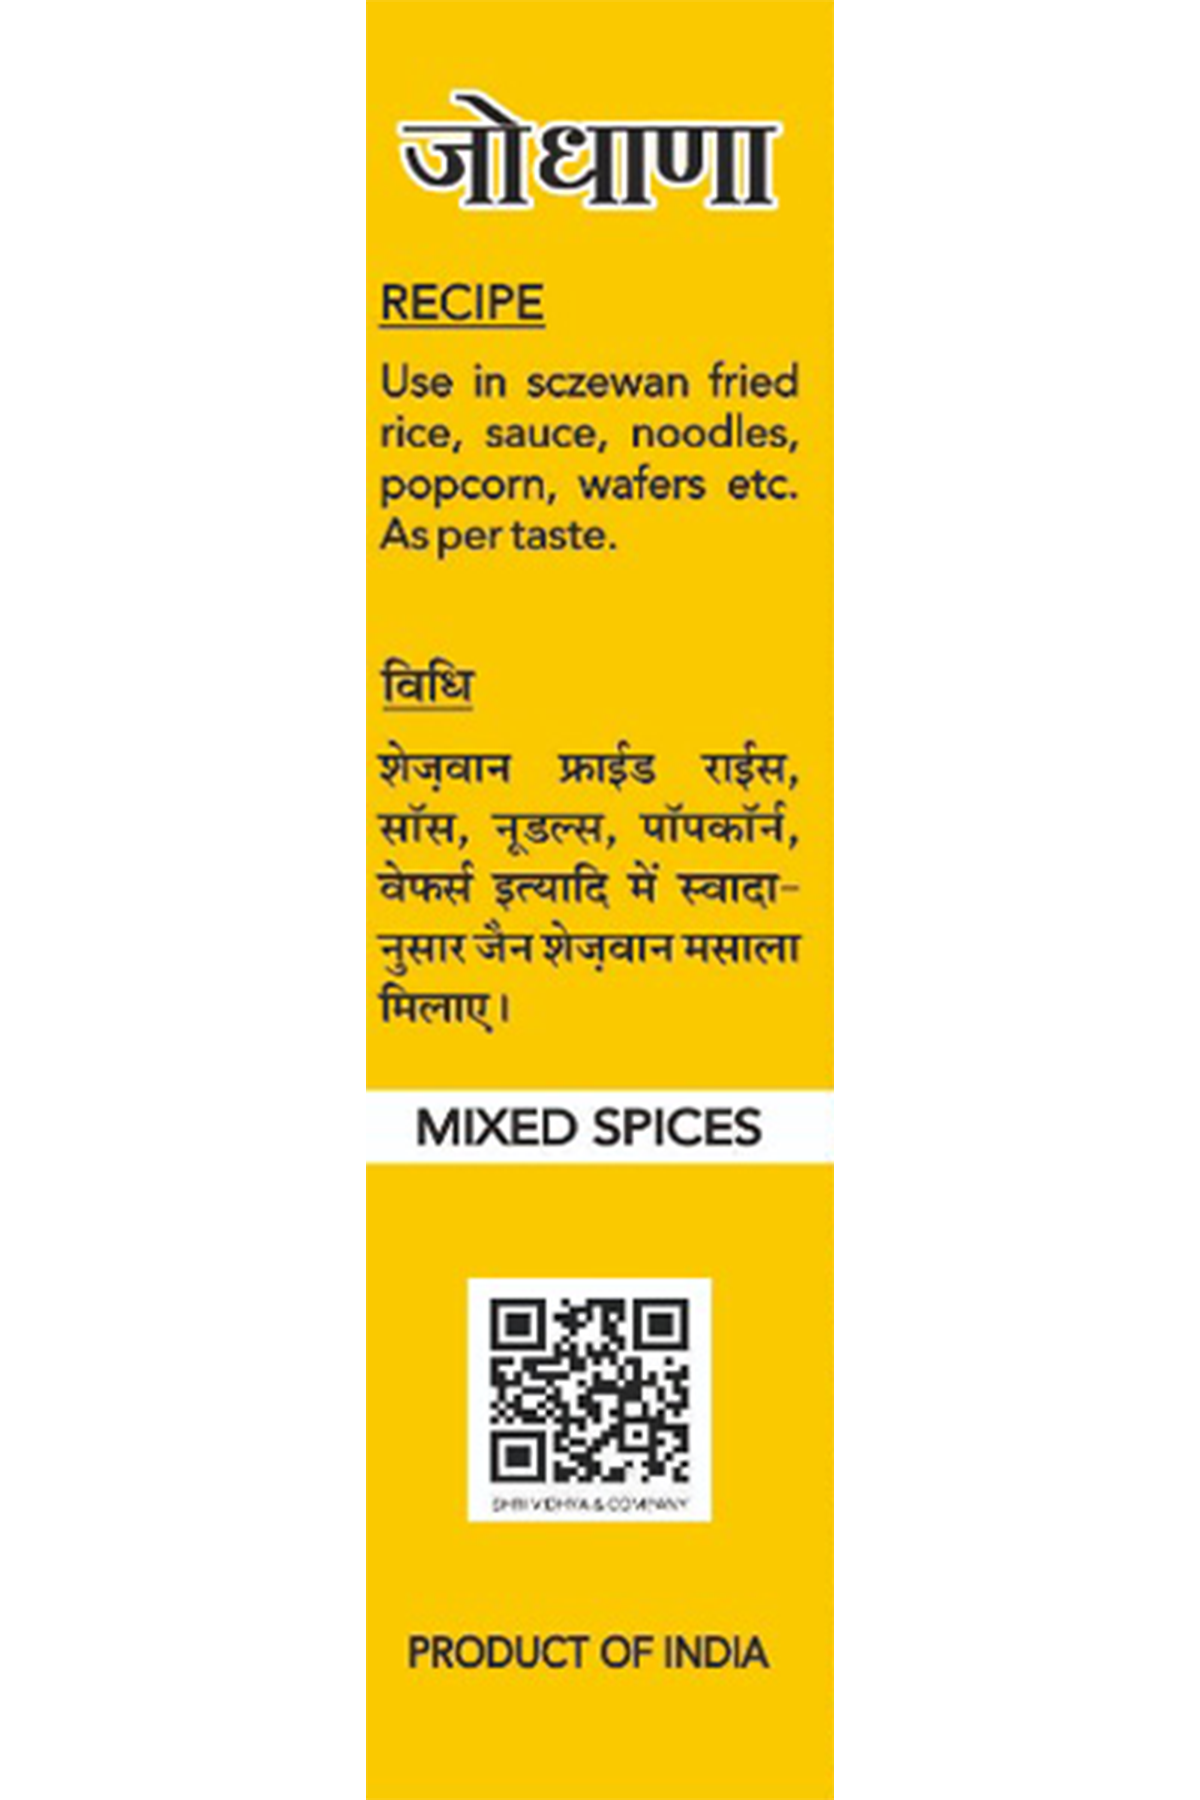 जोधाणा
RECIPE
Use in sczewan fried
rice, sauce, noodles,
popcorn, wafers etc.
As per taste.
विधि
शेज़वान फ्राईड राईस,
सॉस, नूडल्स, पॉपकॉर्न,
वेफर्स इत्यादि में स्वादा-
नुसार जैन शेज़वान मसाला
मिलाए।
MIXED SPICES
SHRI VIDHYA & COMPANY
PRODUCT OF INDIA